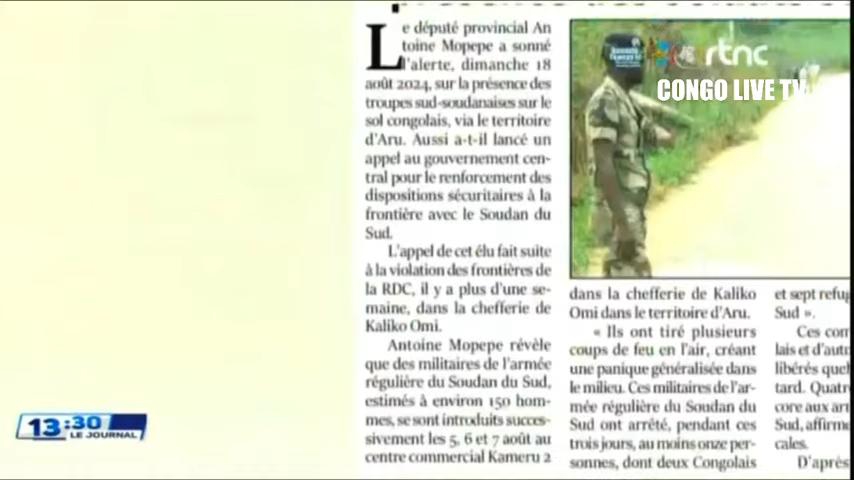 Le député provincial An
toine Mopepe a sonné
l'alerte, dimanche 18
août 2024, sur la présence des
troupes sud-soudanaises sur le
sol congolais, via le territoire
d'Aru. Aussi a-t-il lancé un
appel au gouvernement cen-
tral pour le renforcement des
dispositions sécuritaires à la
frontière avec le Soudan du
Sud.
L'appel de cet élu fait suite
à la violation des frontières de
la RDC, il y a plus d'une se-
maine, dans la chefferie de
Kaliko Omi.
Antoine Mopepe révèle
que des militaires de l'armée
régulière du Soudan du Sud,
estimés à environ 150 hom-
mes, se sont introduits succes-
sivement les 5, 6 et 7 août au
centre commercial Kameru 2
dans la chefferie de Kaliko
Omi dans le territoire d'Aru.
« Ils ont tiré plusieurs
coups de feu en l'air, créant
une panique généralisée dans
le milieu. Ces militaires de l'ar-
mée régulière du Soudan du
Sud ont arrêté, pendant ces
trois jours, au moins onze per-
sonnes, dont deux Congolais
et sept refug
Sud ».
Ces con
lais et d'auto
libérés quel
tard. Quatr
core aux ar
Sud, affirme
cales.
D'après
rtnc
CONGO LIVE TV
13:30
LE JOURNAL